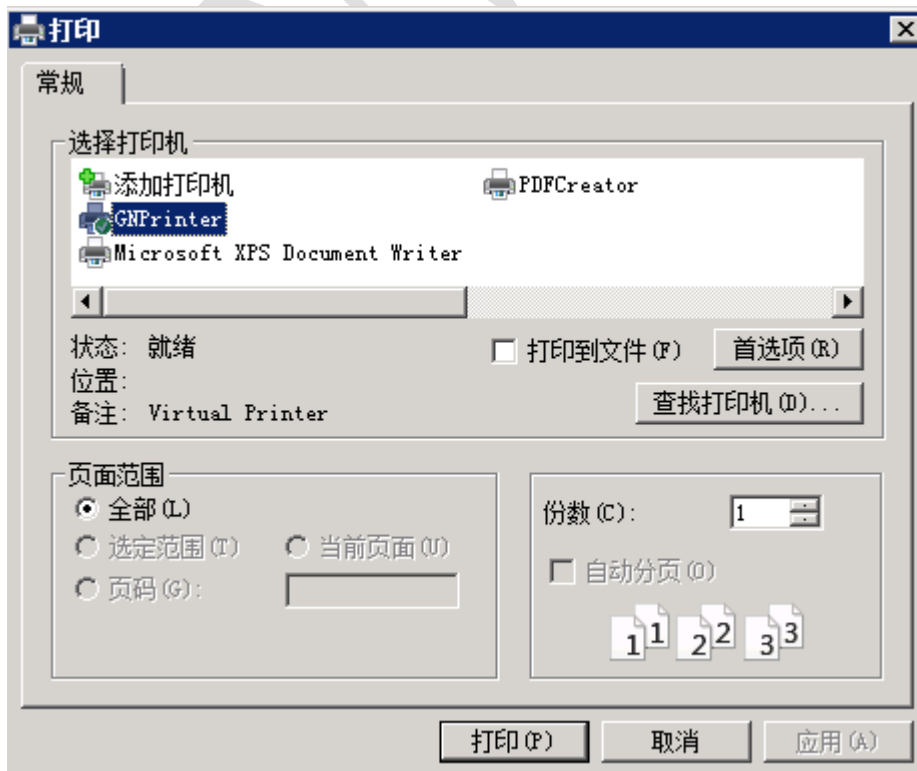 打印
常规
选择打印机
添加打印机
PDFCreator
GNPrinter
Microsoft XPS Document Writer
状态: 就绪
打印到文件(F)
首选项(R)
位置:
查找打印机(D)...
备注: Virtual Printer
页面范围
全部(L)
选定范围(T) 当前页面(U)
页码(G):
份数(C): 1
自动分页(O)
1 1 2 2 3 3
打印(P) 取消 应用(A)